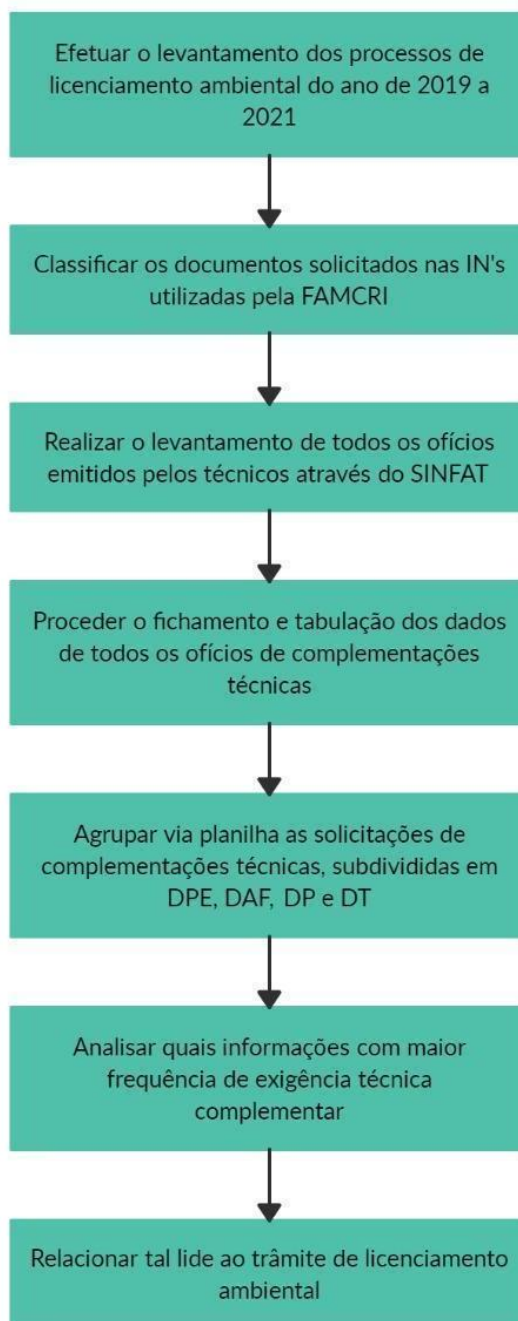 Efetuar o levantamento dos processos de
licenciamento ambiental do ano de 2019 a
2021
Classificar os documentos solicitados nas IN's
utilizadas pela FAMCRI
Realizar o levantamento de todos os ofícios
emitidos pelos técnicos através do SINFAT
Proceder o fichamento e tabulação dos dados
de todos os ofícios de complementações
técnicas
Agrupar via planilha as solicitações de
complementações técnicas, subdivididas em
DPE, DAF, DP e DT
Analisar quais informações com maior
frequência de exigência técnica
complementar
Relacionar tal lide ao trâmite de licenciamento
ambiental